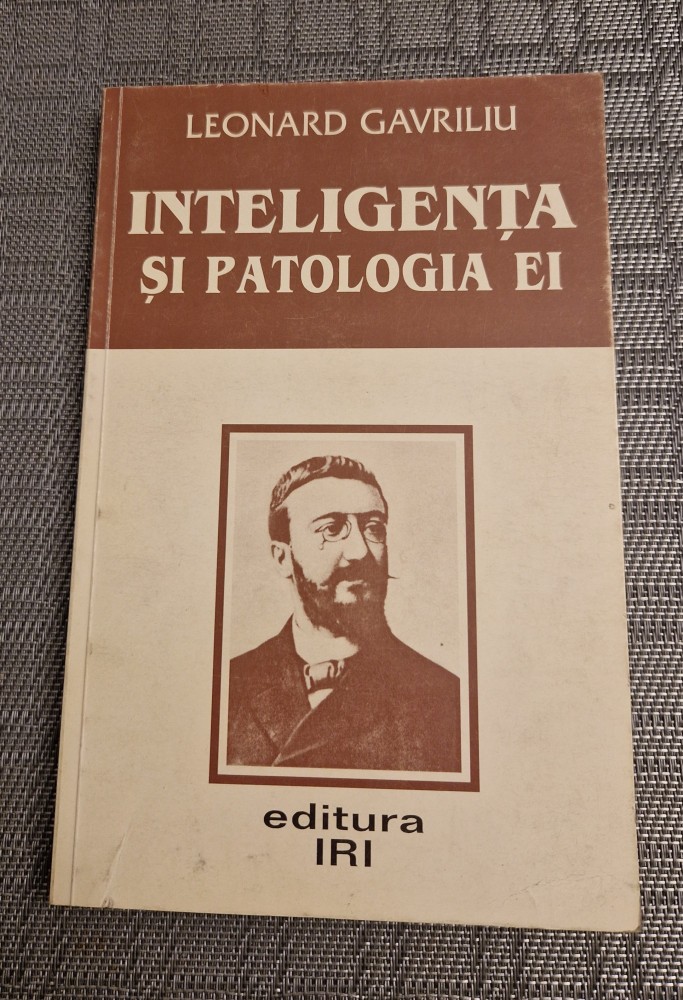 LEONARD GAVRILIU
INTELIGENȚA
ȘI PATOLOGIA EI
editura
IRI